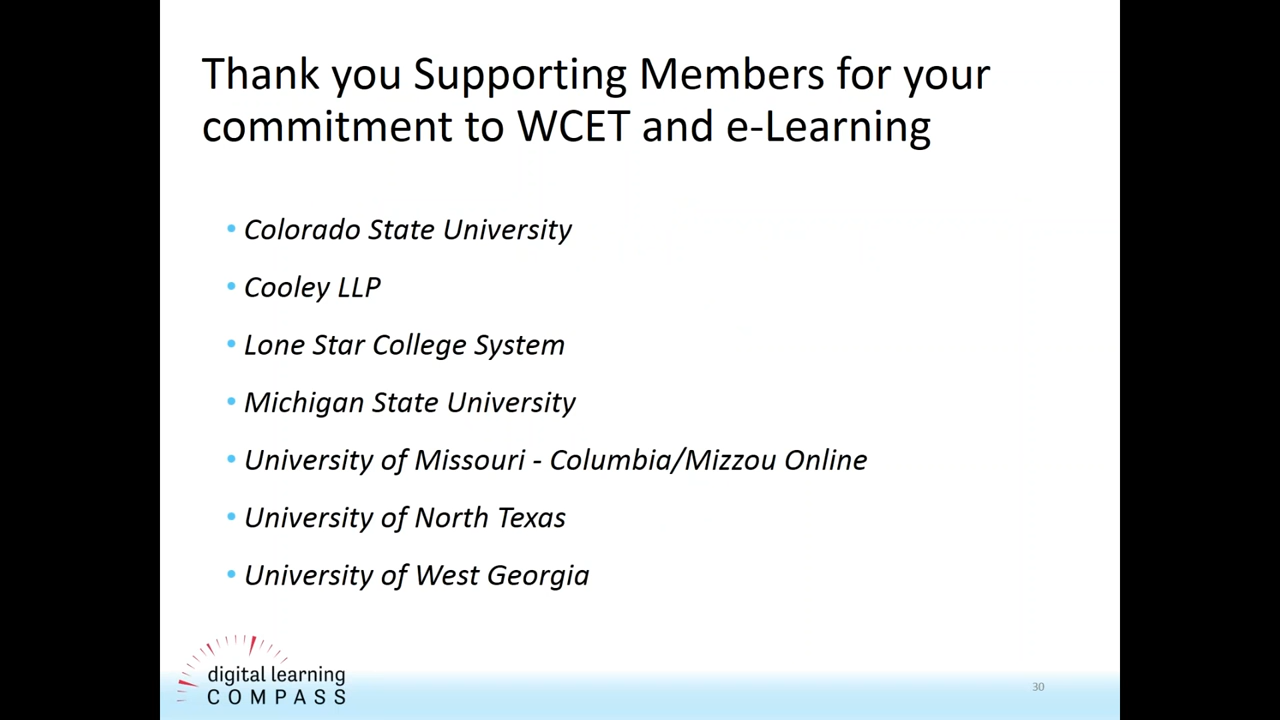 Thank you Supporting Members for your
commitment to WCET and e-Learning
• Colorado State University
• Cooley LLP
• Lone Star College System
• Michigan State University
• University of Missouri - Columbia/Mizzou Online
• University of North Texas
• University of West Georgia
digital learning
COMPASS
30